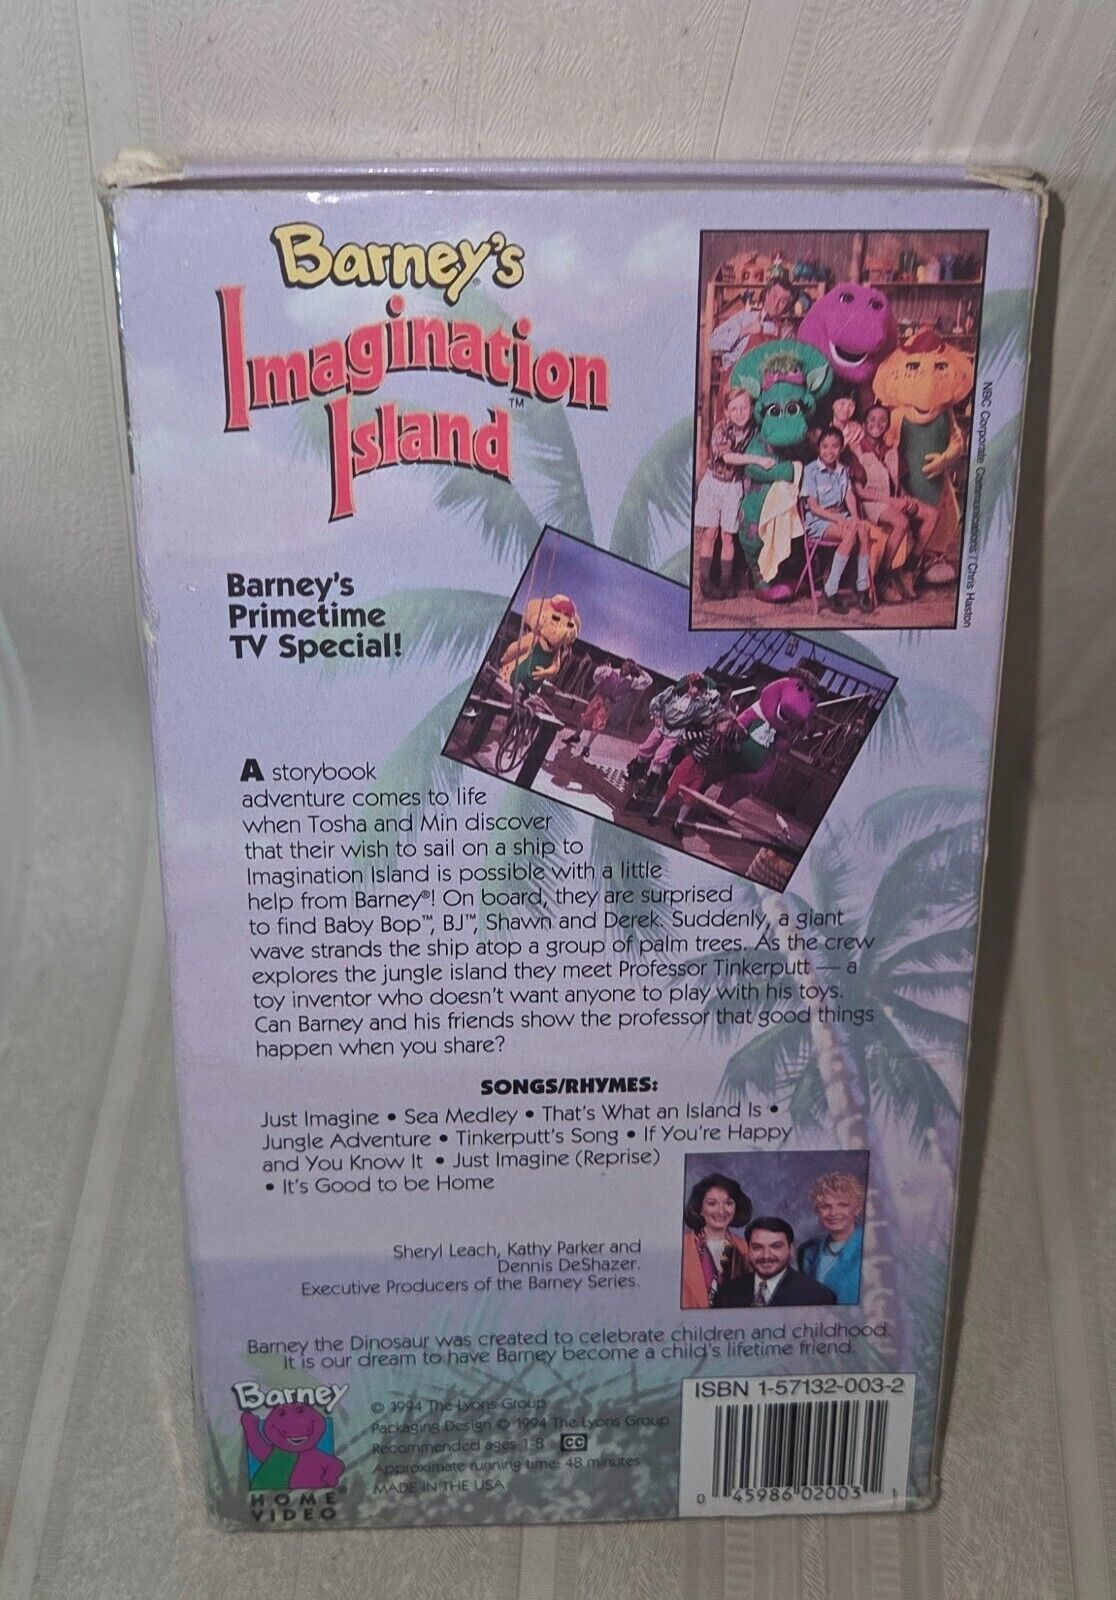 Barney's®
Imagination
Island™
NBC Corporate Communications / Chris Haston
Barney's
Primetime
TV Special!
A storybook
adventure comes to life
when Tosha and Min discover
that their wish to sail on a ship to
Imagination Island is possible with a little
help from Barney®! On board, they are surprised
to find Baby Bop™, BJ™, Shawn and Derek. Suddenly, a giant
wave strands the ship atop a group of palm trees. As the crew
explores the jungle island they meet Professor Tinkerputt — a
toy inventor who doesn't want anyone to play with his toys.
Can Barney and his friends show the professor that good things
happen when you share?
SONGS/RHYMES:
Just Imagine • Sea Medley • That's What an Island Is •
Jungle Adventure • Tinkerputt's Song • If You're Happy
and You Know It • Just Imagine (Reprise)
• It's Good to be Home
Sheryl Leach, Kathy Parker and
Dennis DeShazer.
Executive Producers of the Barney Series.
Barney the Dinosaur was created to celebrate children and childhood.
It is our dream to have Barney become a child's lifetime friend.
Barney
HOME
VIDEO
© 1994 The Lyons Group
Packaging Design © 1994 The Lyons Group
Recommended ages 1-8 CC
Approximate running time: 48 minutes
MADE IN THE USA
ISBN 1-57132-003-2
0 45986 02003 1